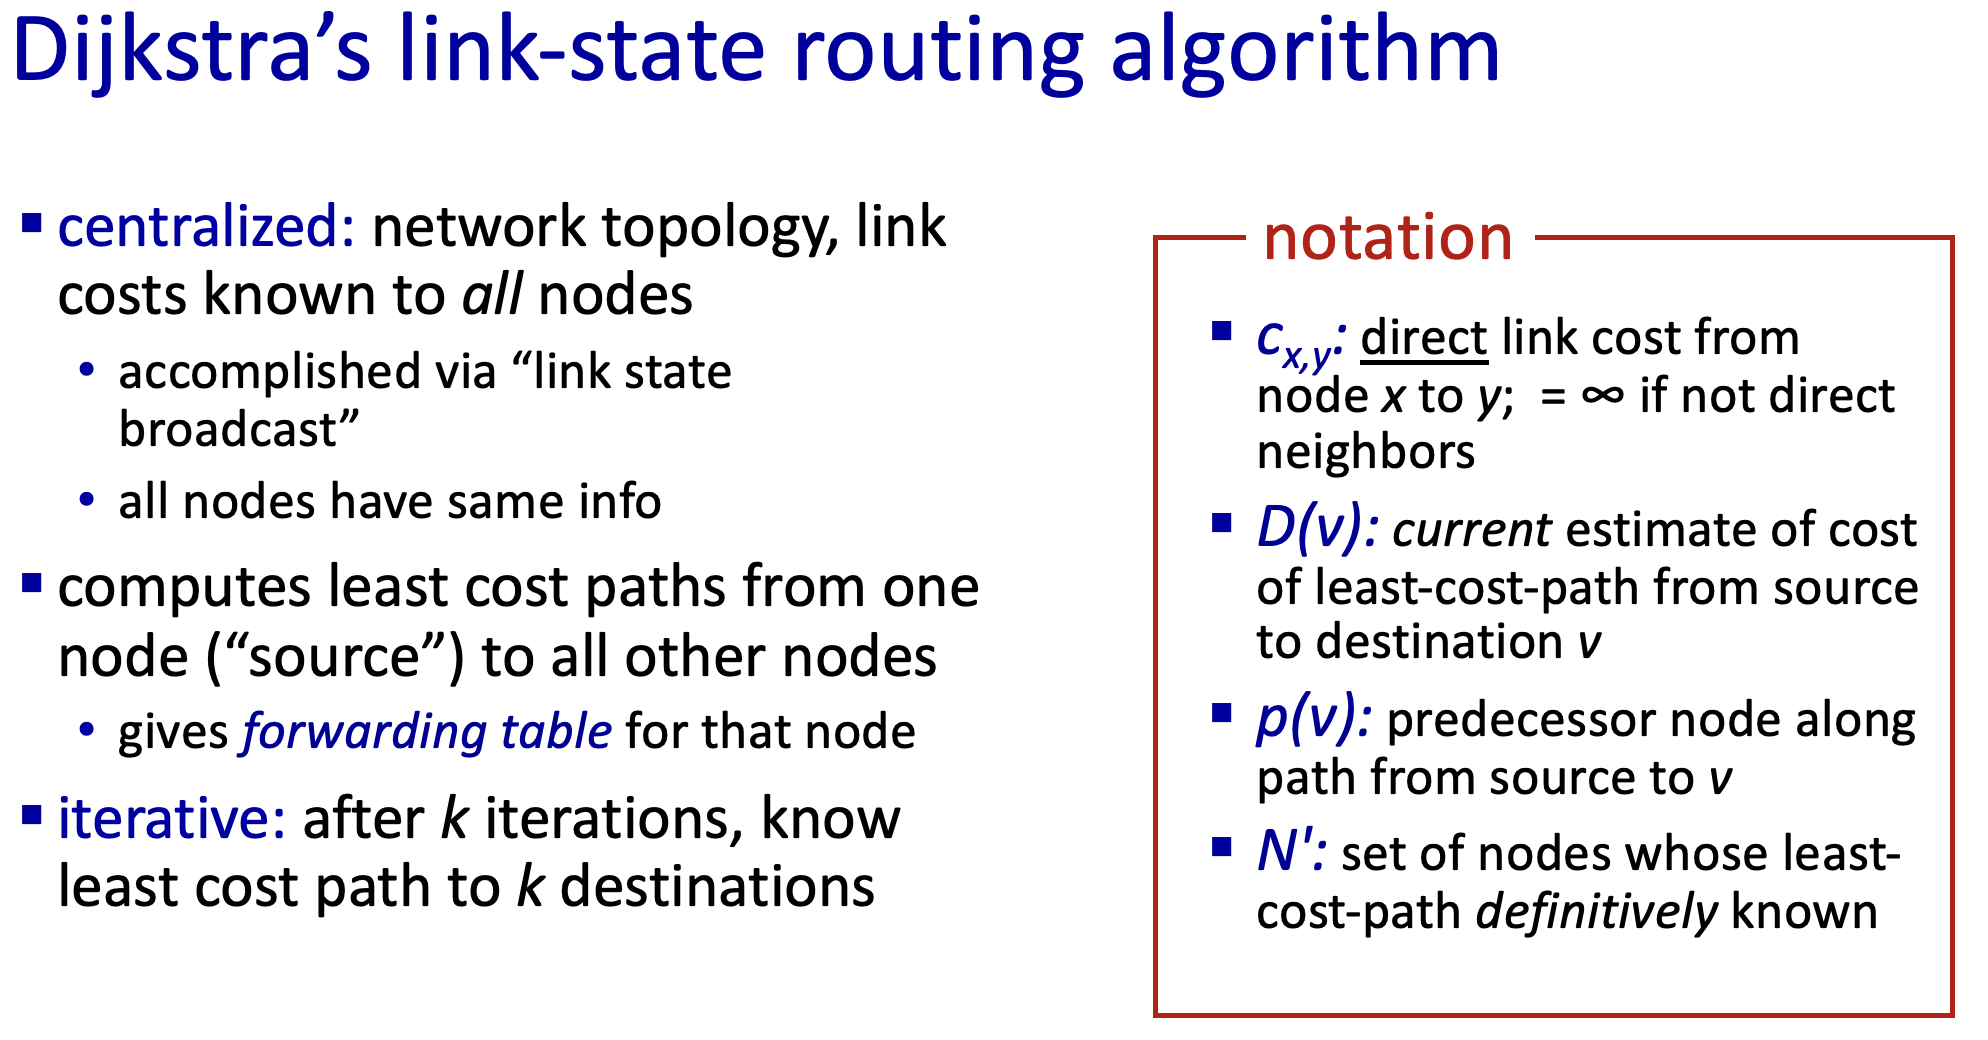 Dijkstra’s link-state routing algorithm
▪ centralized: network topology, link
costs known to all nodes
• accomplished via “link state
broadcast”
• all nodes have same info
▪ computes least cost paths from one
node (“source”) to all other nodes
• gives forwarding table for that node
▪ iterative: after k iterations, know
least cost path to k destinations
notation
▪ cx,y: direct link cost from
node x to y; = ∞ if not direct
neighbors
▪ D(v): current estimate of cost
of least-cost-path from source
to destination v
▪ p(v): predecessor node along
path from source to v
▪ N': set of nodes whose least-
cost-path definitively known